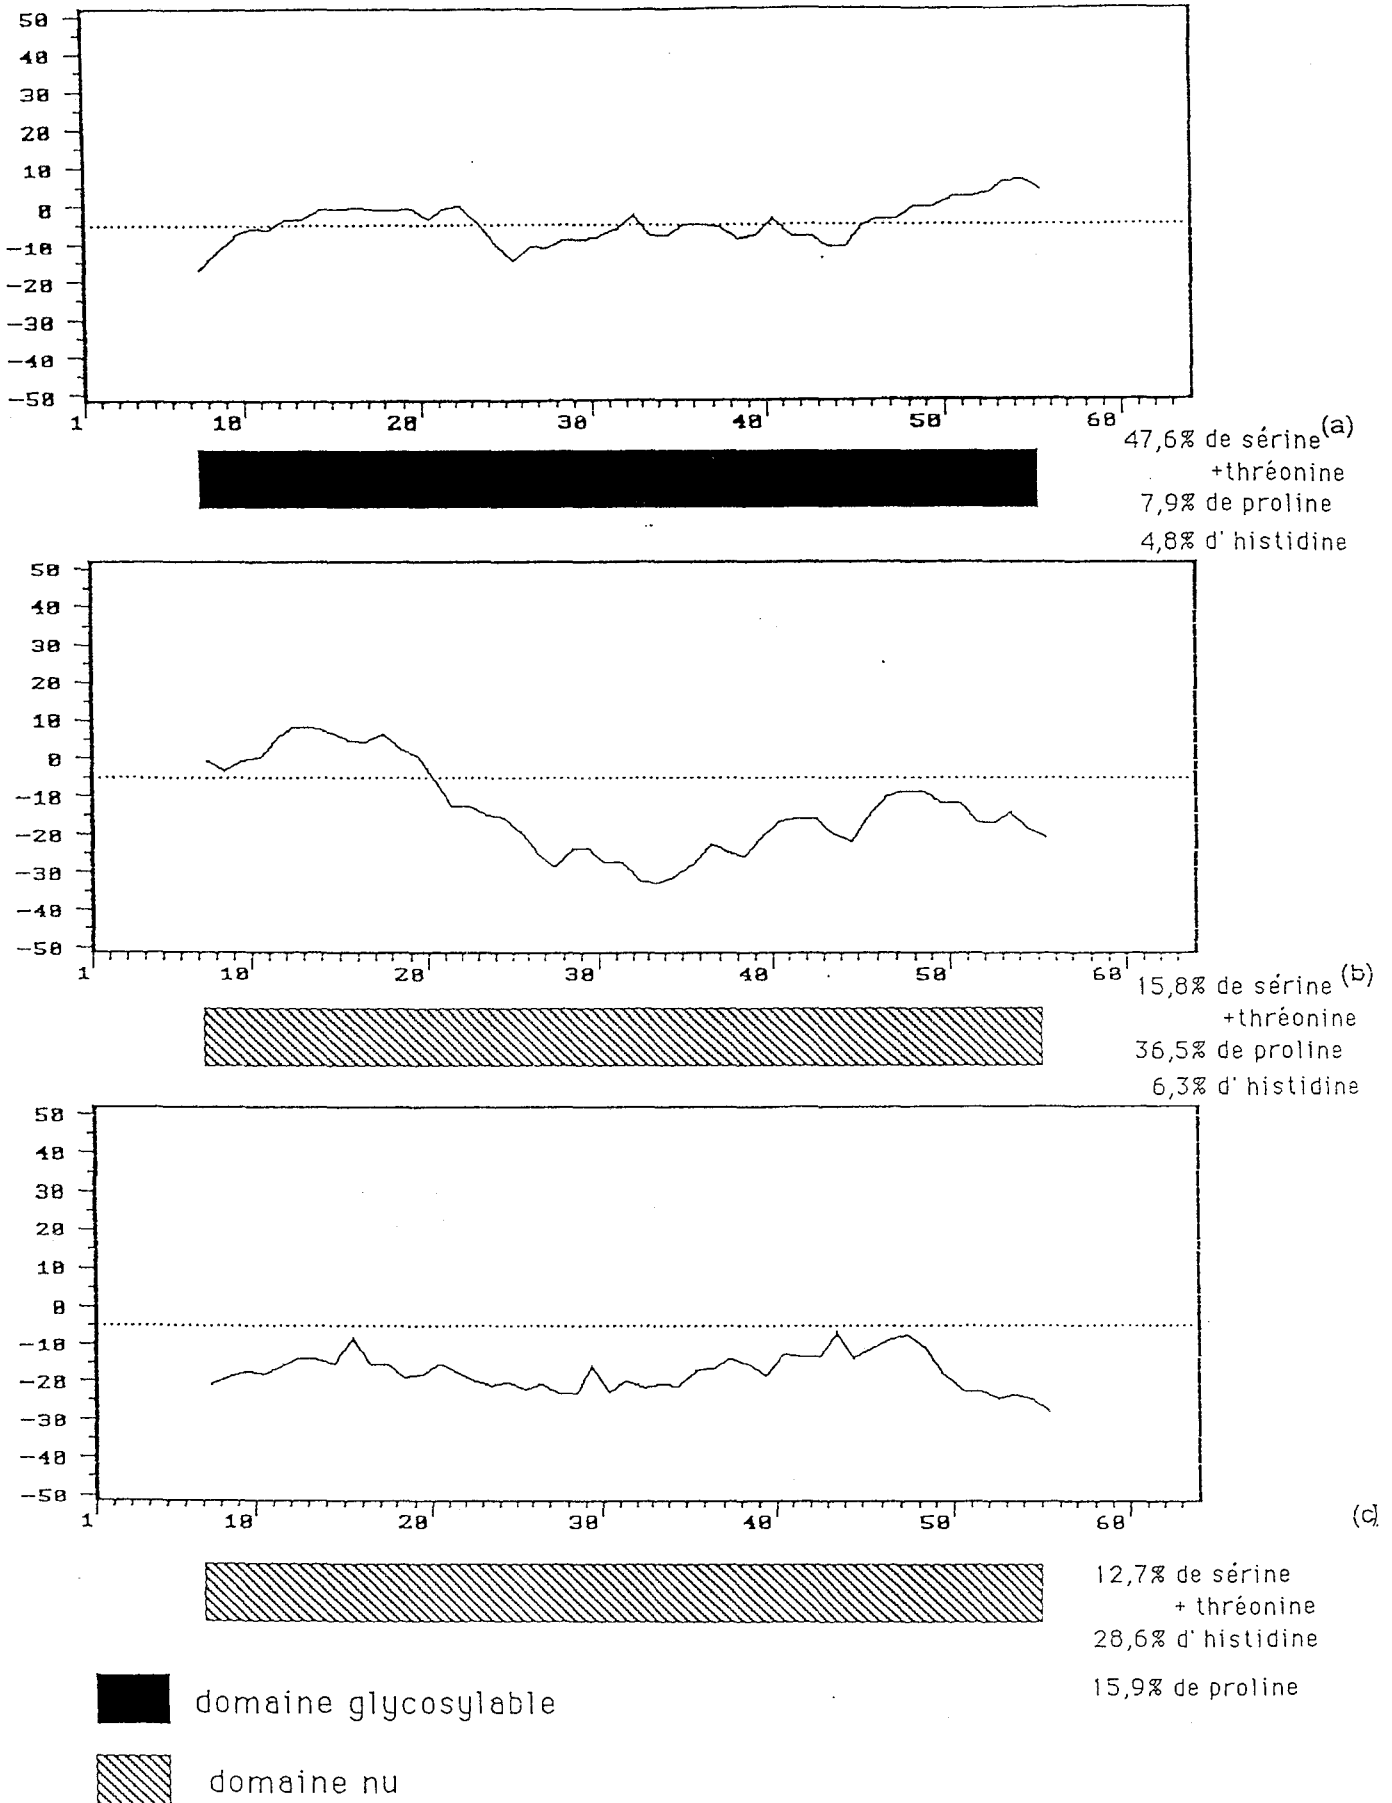 50
40
30
20
10
0
-10
-20
-30
-40
-50
1 10 20 30 40 50 60
(a)
47,6% de sérine
+thréonine
7,9% de proline
4,8% d' histidine
50
40
30
20
10
0
-10
-20
-30
-40
-50
1 10 20 30 40 50 60
(b)
15,8% de sérine
+thréonine
36,5% de proline
6,3% d' histidine
50
40
30
20
10
0
-10
-20
-30
-40
-50
1 10 20 30 40 50 60
(c)
12,7% de sérine
+ thréonine
28,6% d' histidine
15,9% de proline
domaine glycosylable
domaine nu